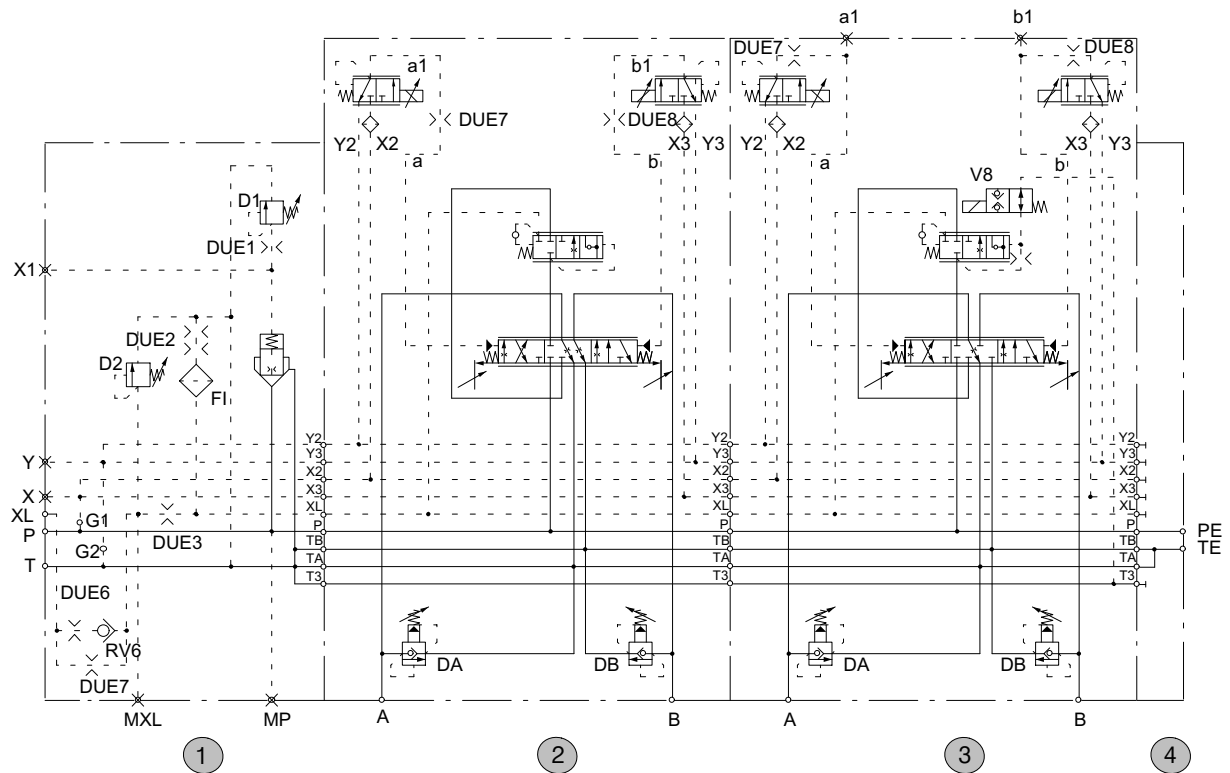 a1 b1
DUE7 DUE8
a1 b1
DUE7 DUE8
Y2 X2 X3 Y3 Y2 X2 X3 Y3
a b a b
V8
D1
DUE1
X1
DUE2
D2
FI
Y2 Y2 Y2
Y Y3 Y3 Y3
X2 X2 X2
X X3 X3 X3
XL XL XL XL
G1
P P P P PE
DUE3 TB TB TB TE
G2
T TA TA TA
T3 T3 T3
DUE6
RV6
DA DB DA DB
DUE7
MXL MP A B A B
1 2 3 4